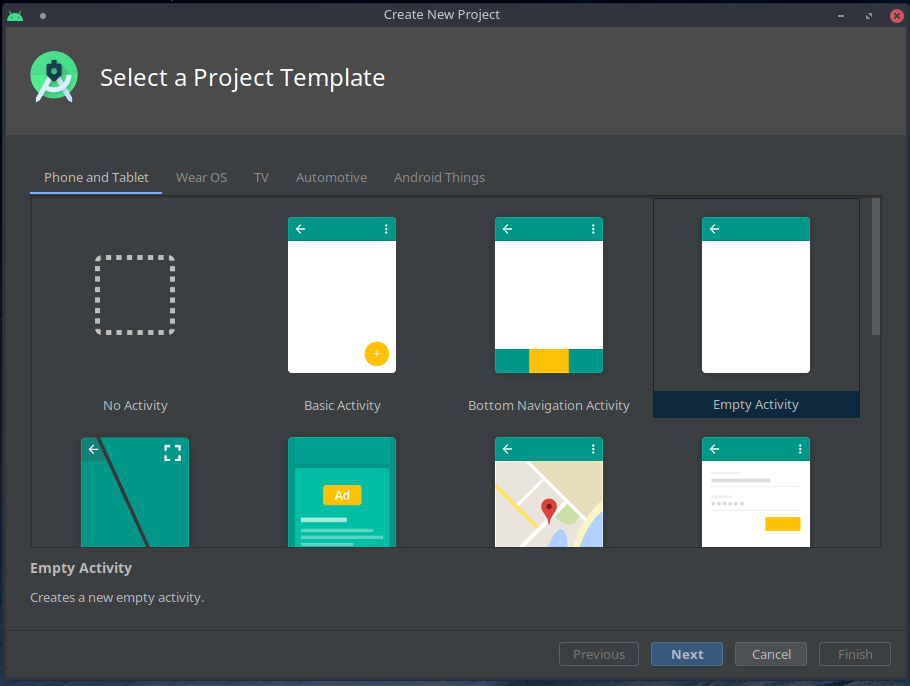 Create New Project
Select a Project Template
Phone and Tablet Wear OS TV Automotive Android Things
No Activity Basic Activity Bottom Navigation Activity Empty Activity
Ad
Empty Activity
Creates a new empty activity.
Previous Next Cancel Finish